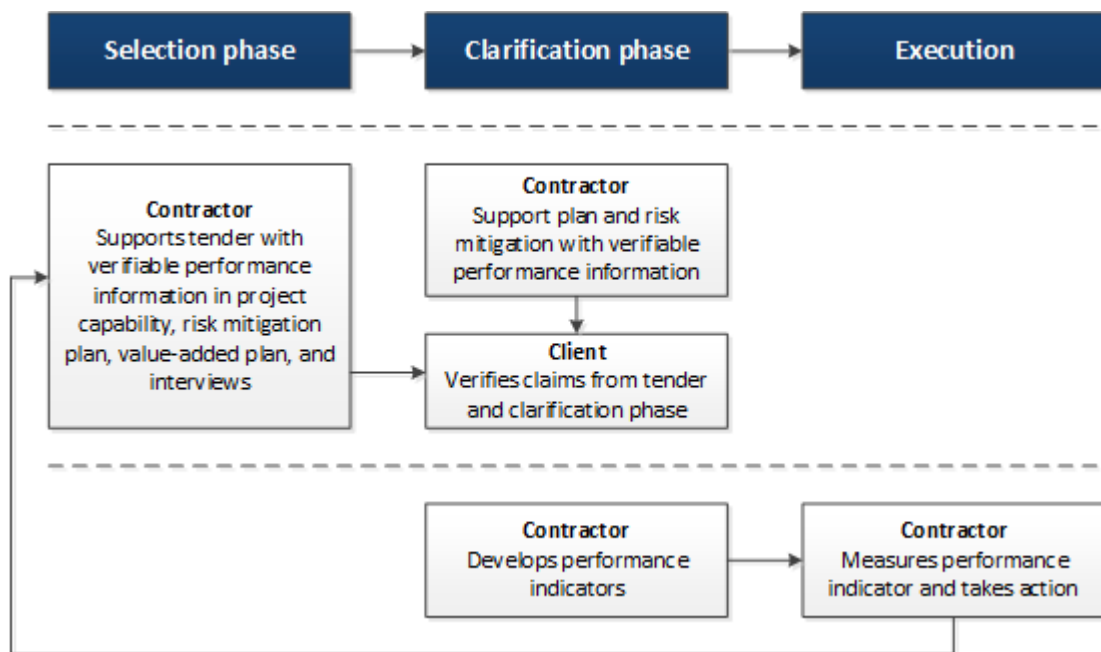 Selection phase
Clarification phase
Execution
Contractor
Supports tender with
verifiable performance
information in project
capability, risk mitigation
plan, value-added plan, and
interviews
Contractor
Support plan and risk
mitigation with verifiable
performance information
Client
Verifies claims from tender
and clarification phase
Contractor
Develops performance
indicators
Contractor
Measures performance
indicator and takes action